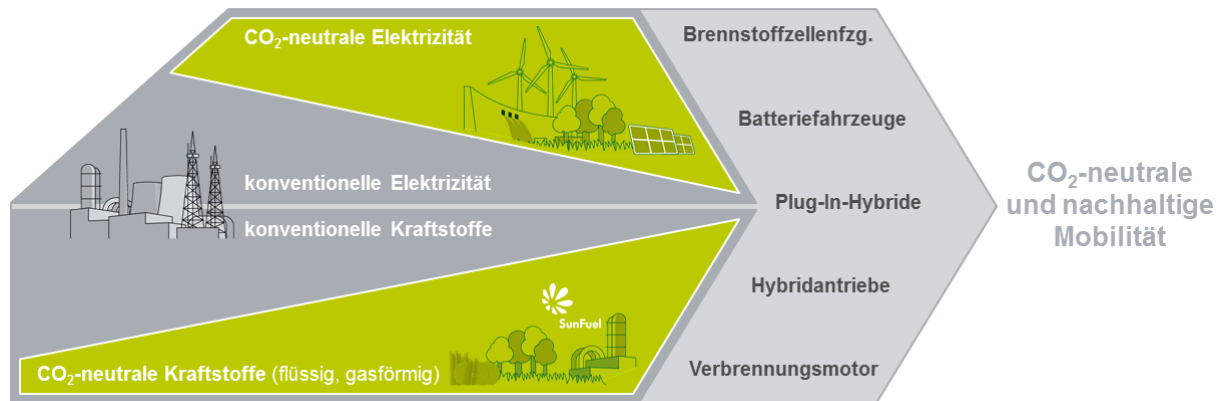 CO₂-neutrale Elektrizität
konventionelle Elektrizität
konventionelle Kraftstoffe
SunFuel
CO₂-neutrale Kraftstoffe (flüssig, gasförmig)
Brennstoffzellenfzg.
Batteriefahrzeuge
Plug-In-Hybride
Hybridantriebe
Verbrennungsmotor
CO₂-neutrale
und nachhaltige
Mobilität